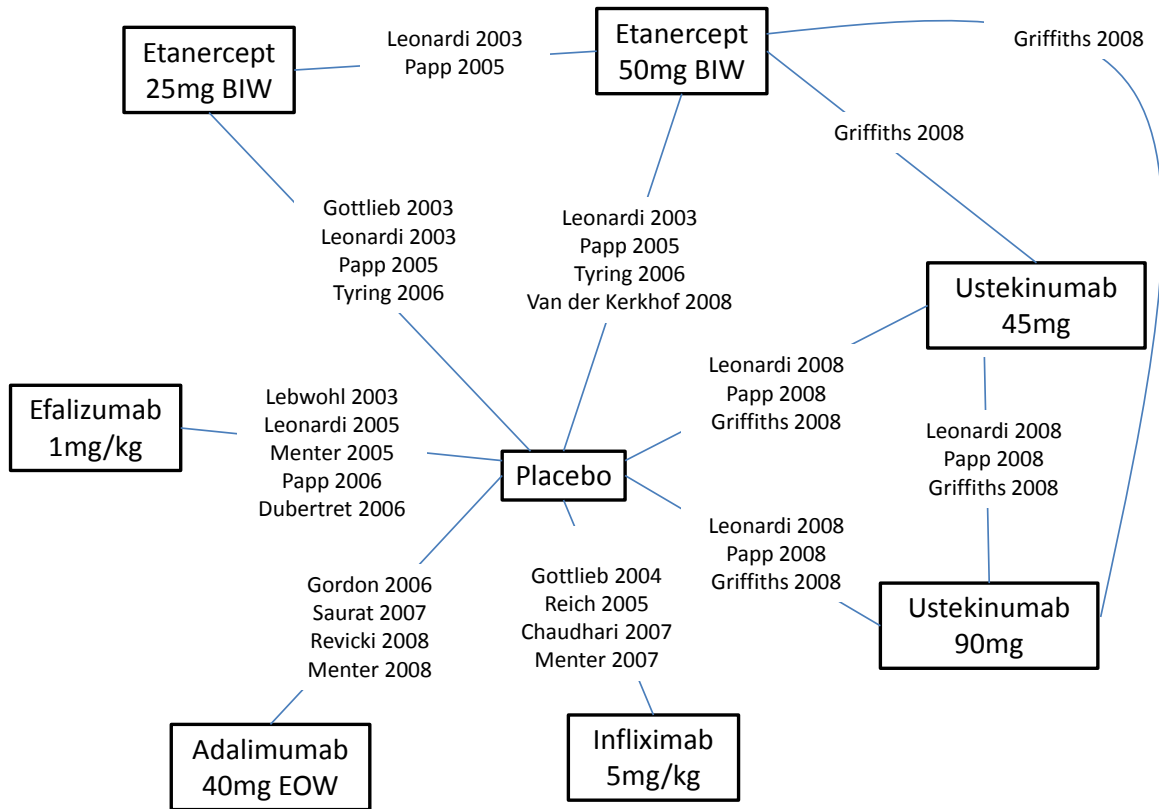 Etanercept
25mg BIW
Leonardi 2003
Papp 2005
Etanercept
50mg BIW
Griffiths 2008
Griffiths 2008
Gottlieb 2003
Leonardi 2003
Papp 2005
Tyring 2006
Leonardi 2003
Papp 2005
Tyring 2006
Van der Kerkhof 2008
Ustekinumab
45mg
Efalizumab
1mg/kg
Lebwohl 2003
Leonardi 2005
Menter 2005
Papp 2006
Dubertret 2006
Placebo
Leonardi 2008
Papp 2008
Griffiths 2008
Leonardi 2008
Papp 2008
Griffiths 2008
Leonardi 2008
Papp 2008
Griffiths 2008
Ustekinumab
90mg
Gordon 2006
Saurat 2007
Revicki 2008
Menter 2008
Gottlieb 2004
Reich 2005
Chaudhari 2007
Menter 2007
Adalimumab
40mg EOW
Infliximab
5mg/kg